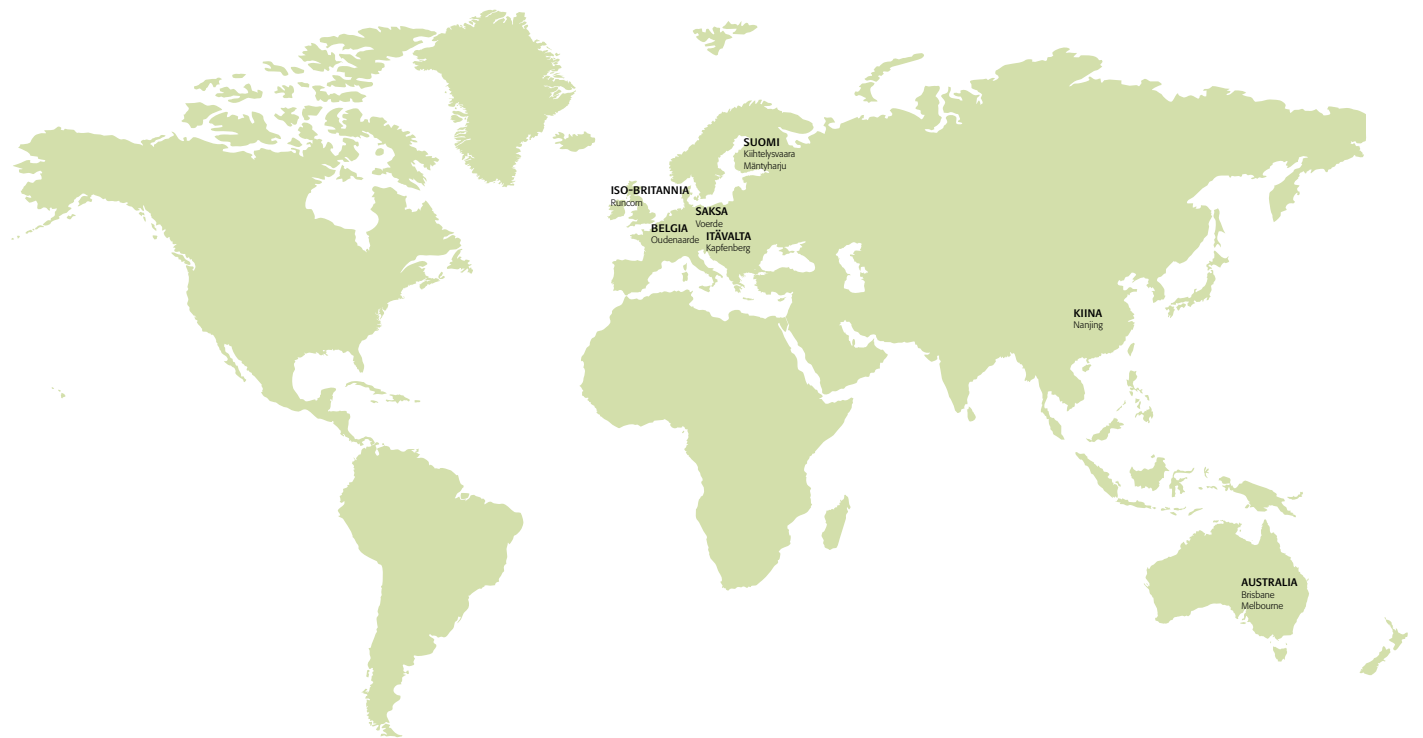 SUOMI
Kiihtelysvaara
Mäntyharju
ISO-BRITANNIA
Runcorn
SAKSA
Voerde
BELGIA
Oudenaarde
ITÄVALTA
Kapfenberg
KIINA
Nanjing
AUSTRALIA
Brisbane
Melbourne